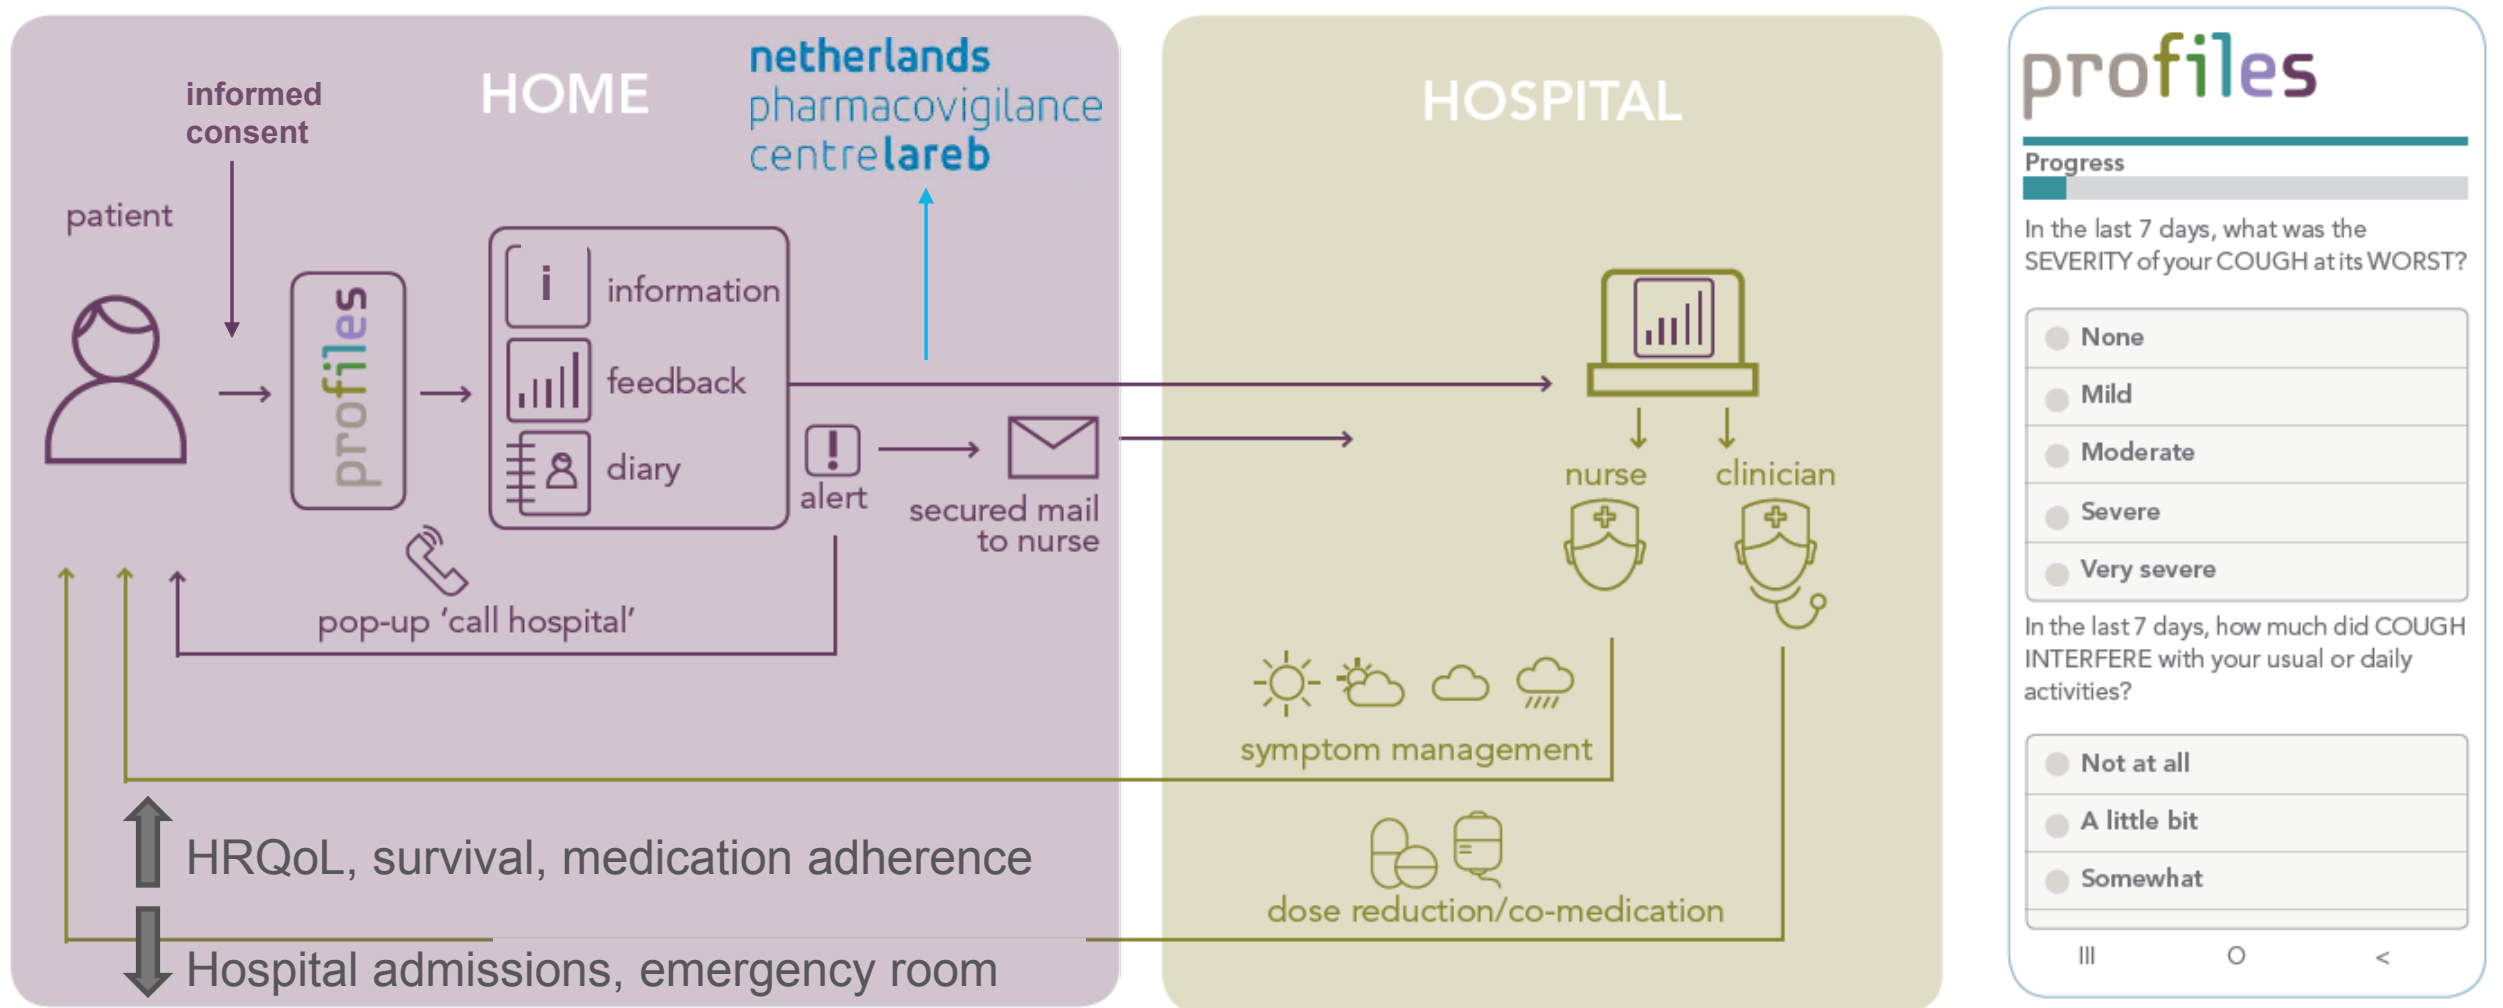 informed
consent
HOME
netherlands
pharmacovigilance
centrelareb
patient
profiles
i
information
feedback
diary
!
alert
secured mail
to nurse
pop-up ‘call hospital’
HRQoL, survival, medication adherence
Hospital admissions, emergency room
HOSPITAL
nurse
clinician
symptom management
dose reduction/co-medication
profiles
Progress
In the last 7 days, what was the
SEVERITY of your COUGH at its WORST?
None
Mild
Moderate
Severe
Very severe
In the last 7 days, how much did COUGH
INTERFERE with your usual or daily
activities?
Not at all
A little bit
Somewhat